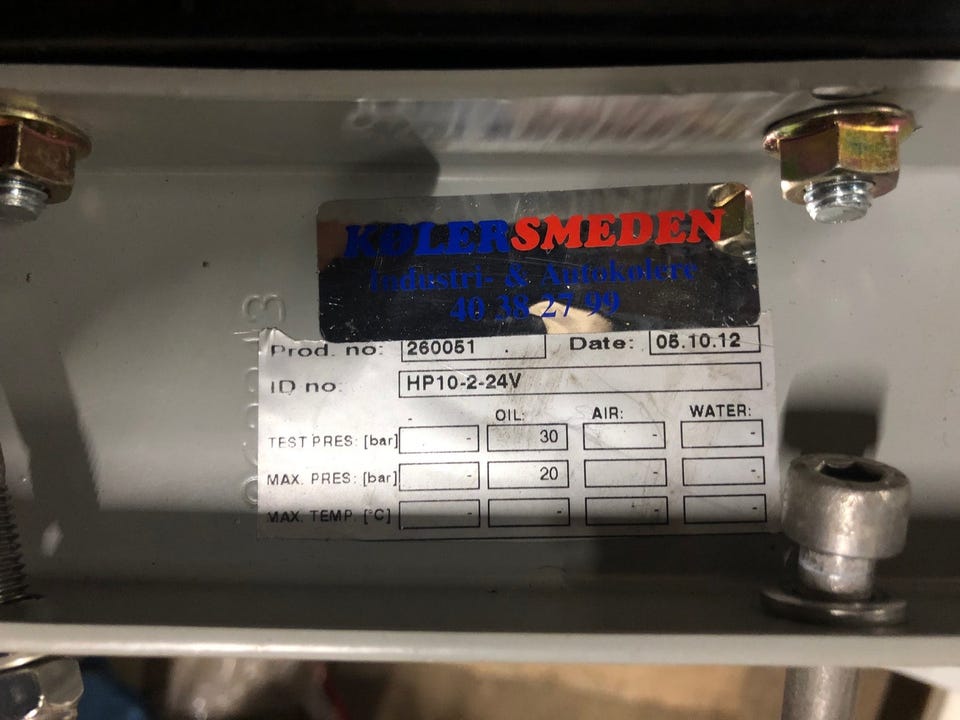 KØLERSMEDEN
Industri- & Autokølere
40 38 27 99
Prod. no: 260051 Date: 05.10.12
ID no: HP10-2-24V
- OIL: AIR: WATER:
TEST PRES: [bar] - 30 - -
MAX. PRES: [bar] - 20 - -
MAX. TEMP. [°C] - - - -